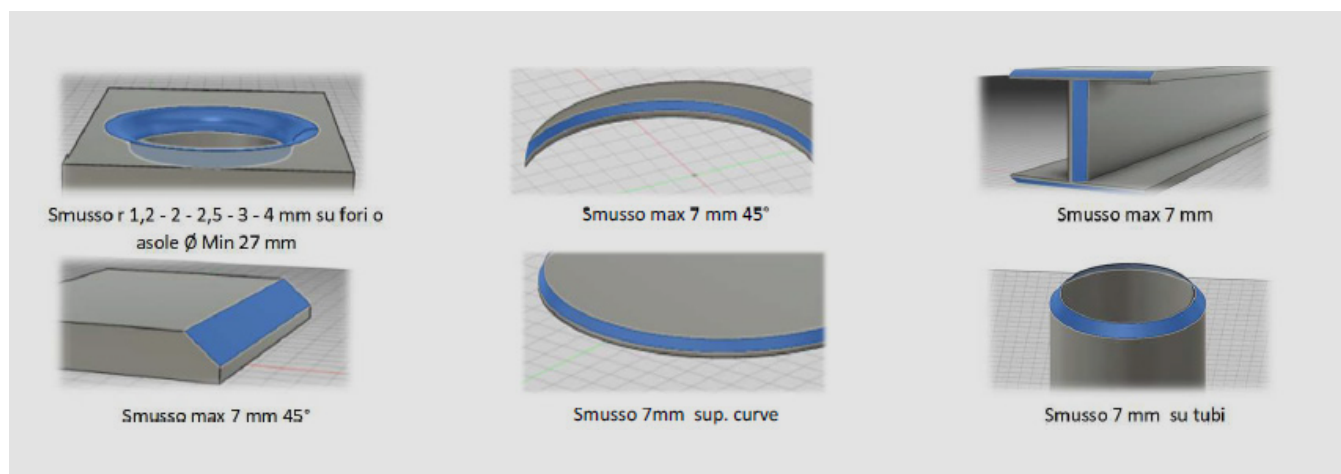 Smusso r 1,2 - 2 - 2,5 - 3 - 4 mm su fori o
asole Ø Min 27 mm
Smusso max 7 mm 45°
Smusso max 7 mm
Smusso max 7 mm 45°
Smusso 7mm sup. curve
Smusso 7 mm su tubi